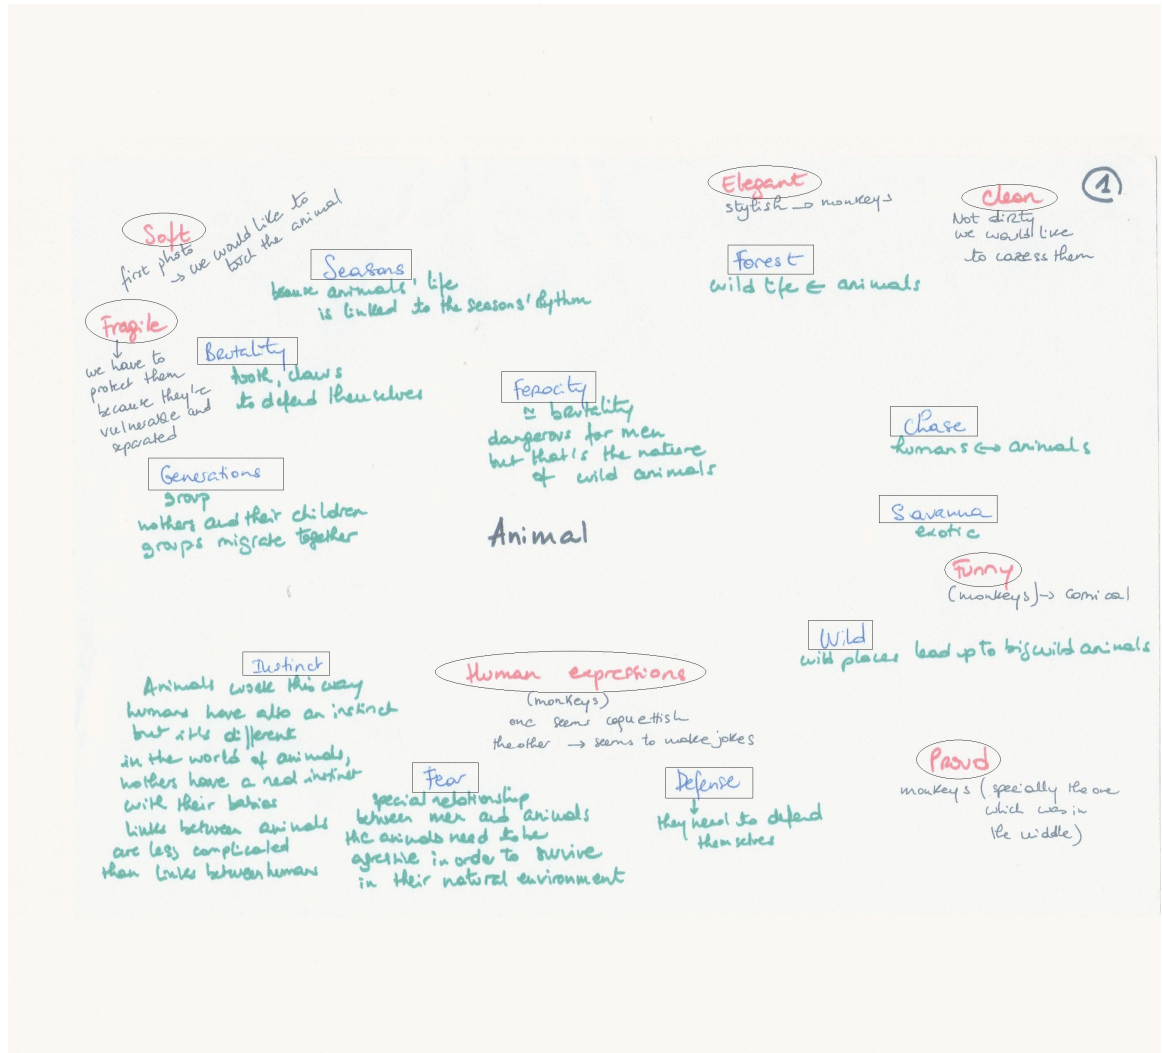 ①
Elegant
stylish → monkeys
Clean
Not dirty
we would like
to caress them
Soft
first photo
→ we would like to
touch the animal
Seasons
because animals' life
is linked to the seasons' rythm
Forest
wild life ← animals
Fragile
we have to
protect them
because they're
vulnerable and
separated
Brutality
tooth, claws
to defend themselves
Ferocity
≃ brutality
dangerous for men
but that's the nature
of wild animals
Chase
humans ↔ animals
Generations
group
mothers and their children
groups migrate together
Savanna
exotic
Animal
Funny
(monkeys) → comical
Wild
wild places lead up to big wild animals
Instinct
Animals work this way
humans have also an instinct
but it's different
in the world of animals,
mothers have a real instinct
with their babies
links between animals
are less complicated
than links between humans
Human expressions
(monkeys)
one seems coquettish
the other → seems to make jokes
Fear
special relationship
between men and animals
the animals need to be
agressive in order to survive
in their natural environment
Defense
they need to defend
themselves
Proud
monkeys (specially the one
which was in
the middle)